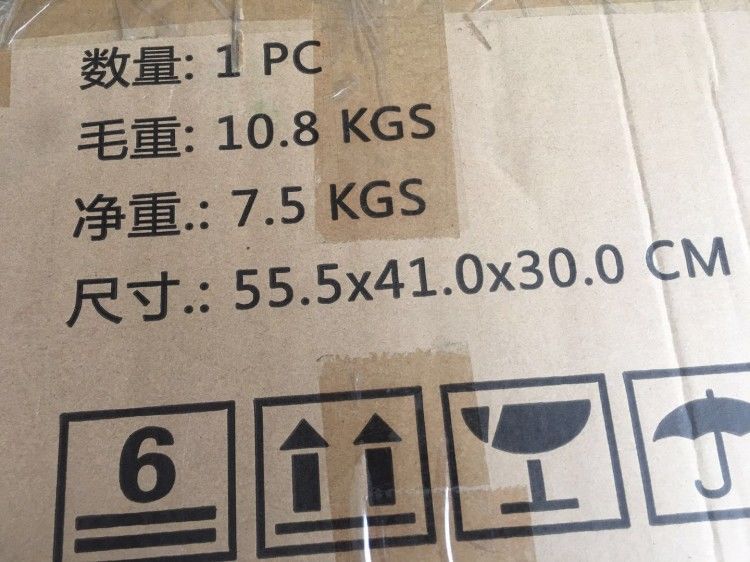 数量: 1 PC
毛重: 10.8 KGS
净重.: 7.5 KGS
尺寸.: 55.5x41.0x30.0 CM
6